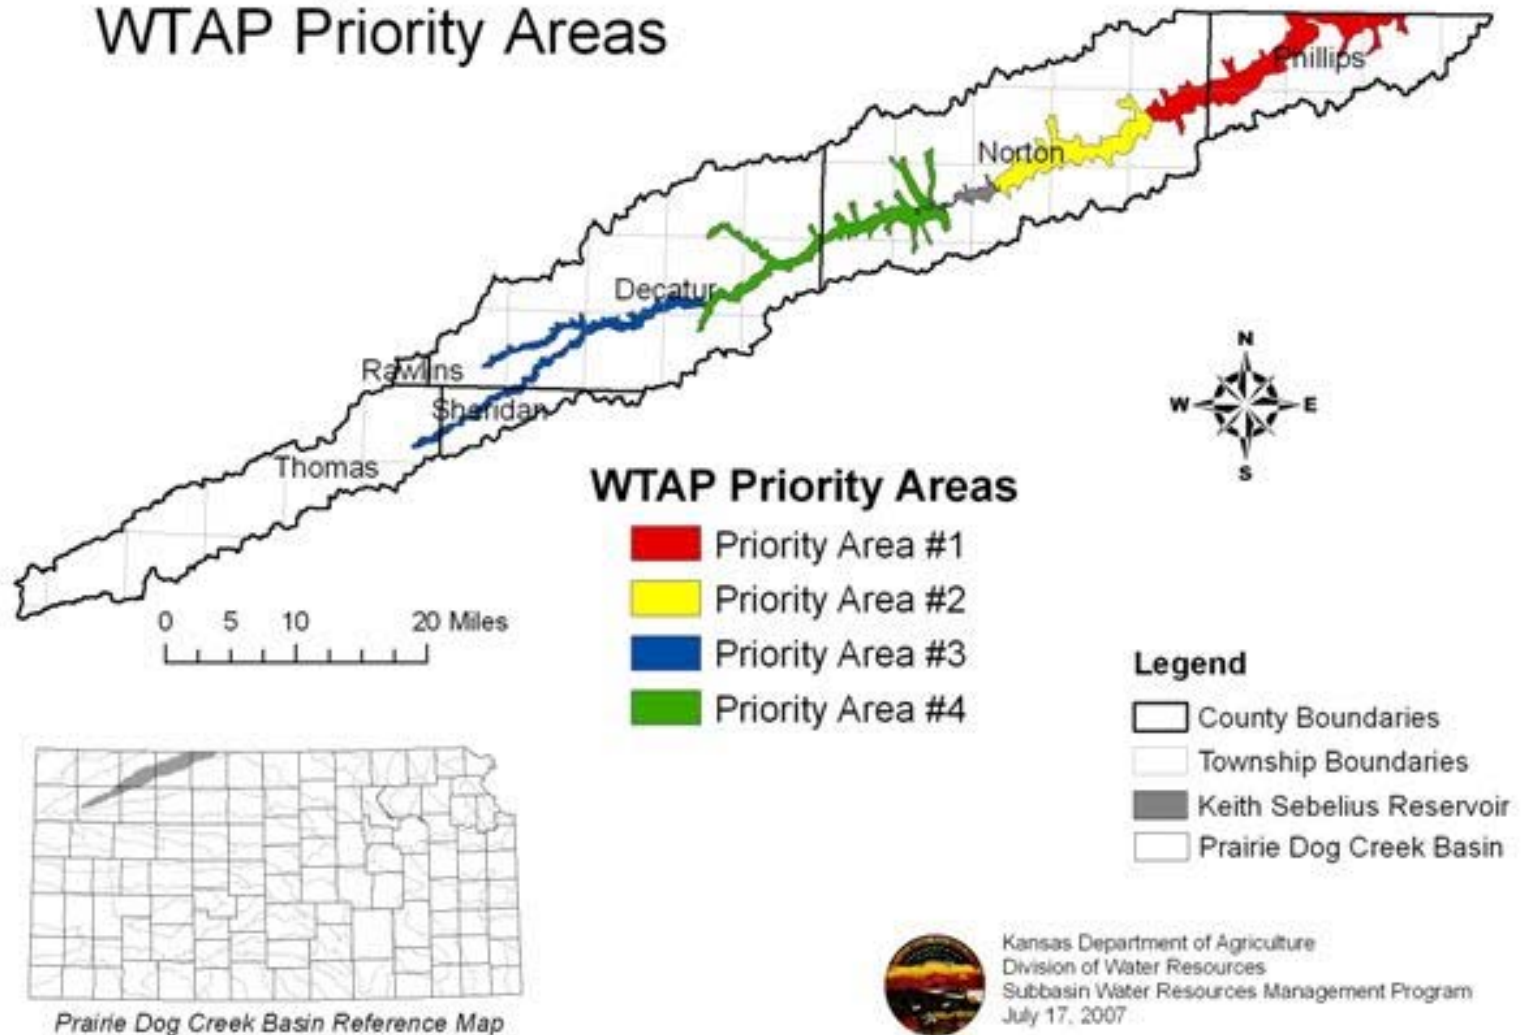 WTAP Priority Areas
Phillips
Norton
Decatur
Rawlins
Sheridan
Thomas
N
W
E
S
0 5 10 20 Miles
WTAP Priority Areas
Priority Area #1
Priority Area #2
Priority Area #3
Priority Area #4
Legend
County Boundaries
Township Boundaries
Keith Sebelius Reservoir
Prairie Dog Creek Basin
Prairie Dog Creek Basin Reference Map
Kansas Department of Agriculture
Division of Water Resources
Subbasin Water Resources Management Program
July 17, 2007